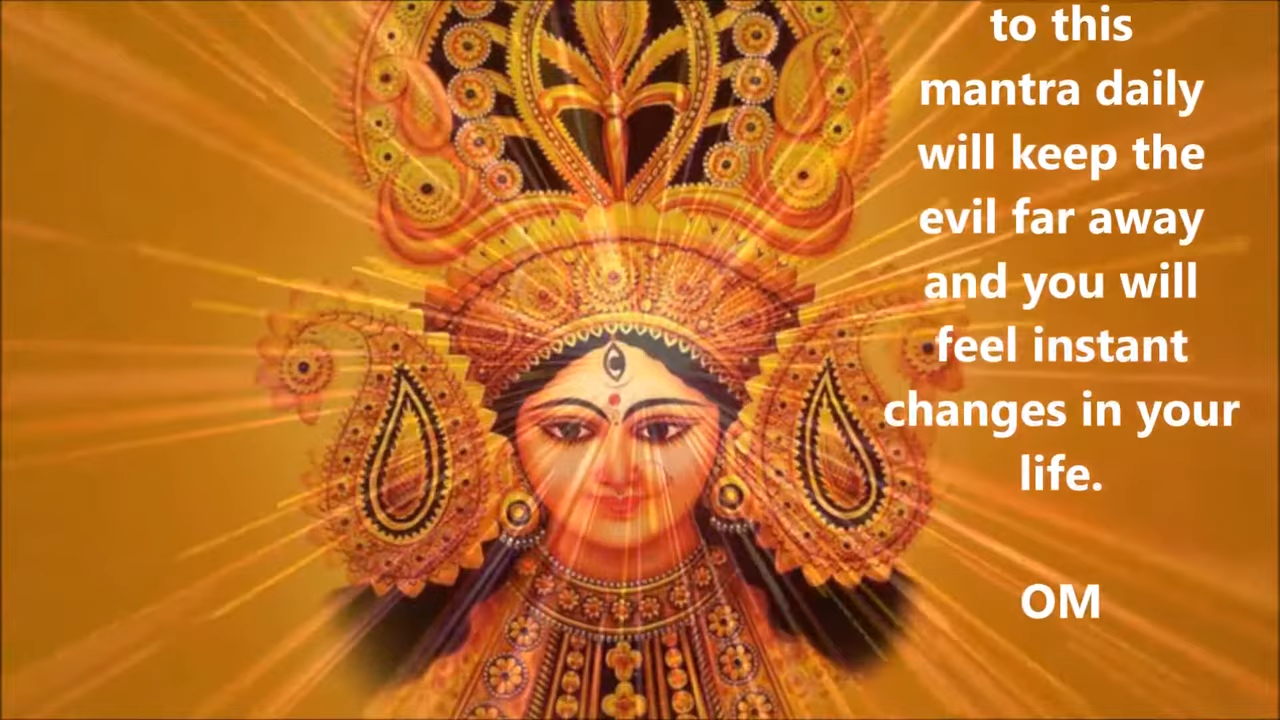 to this
mantra daily
will keep the
evil far away
and you will
feel instant
changes in your
life.
OM